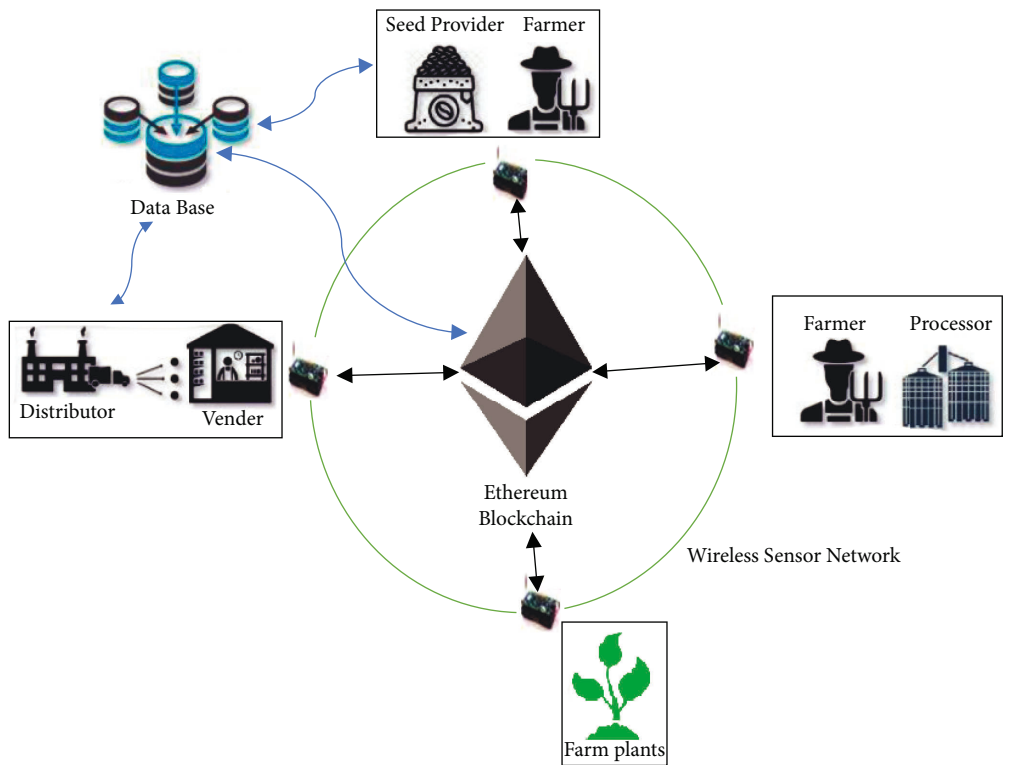 Seed Provider Farmer
Data Base
Farmer Processor
Distributor
Vender
Ethereum
Blockchain
Wireless Sensor Network
Farm plants